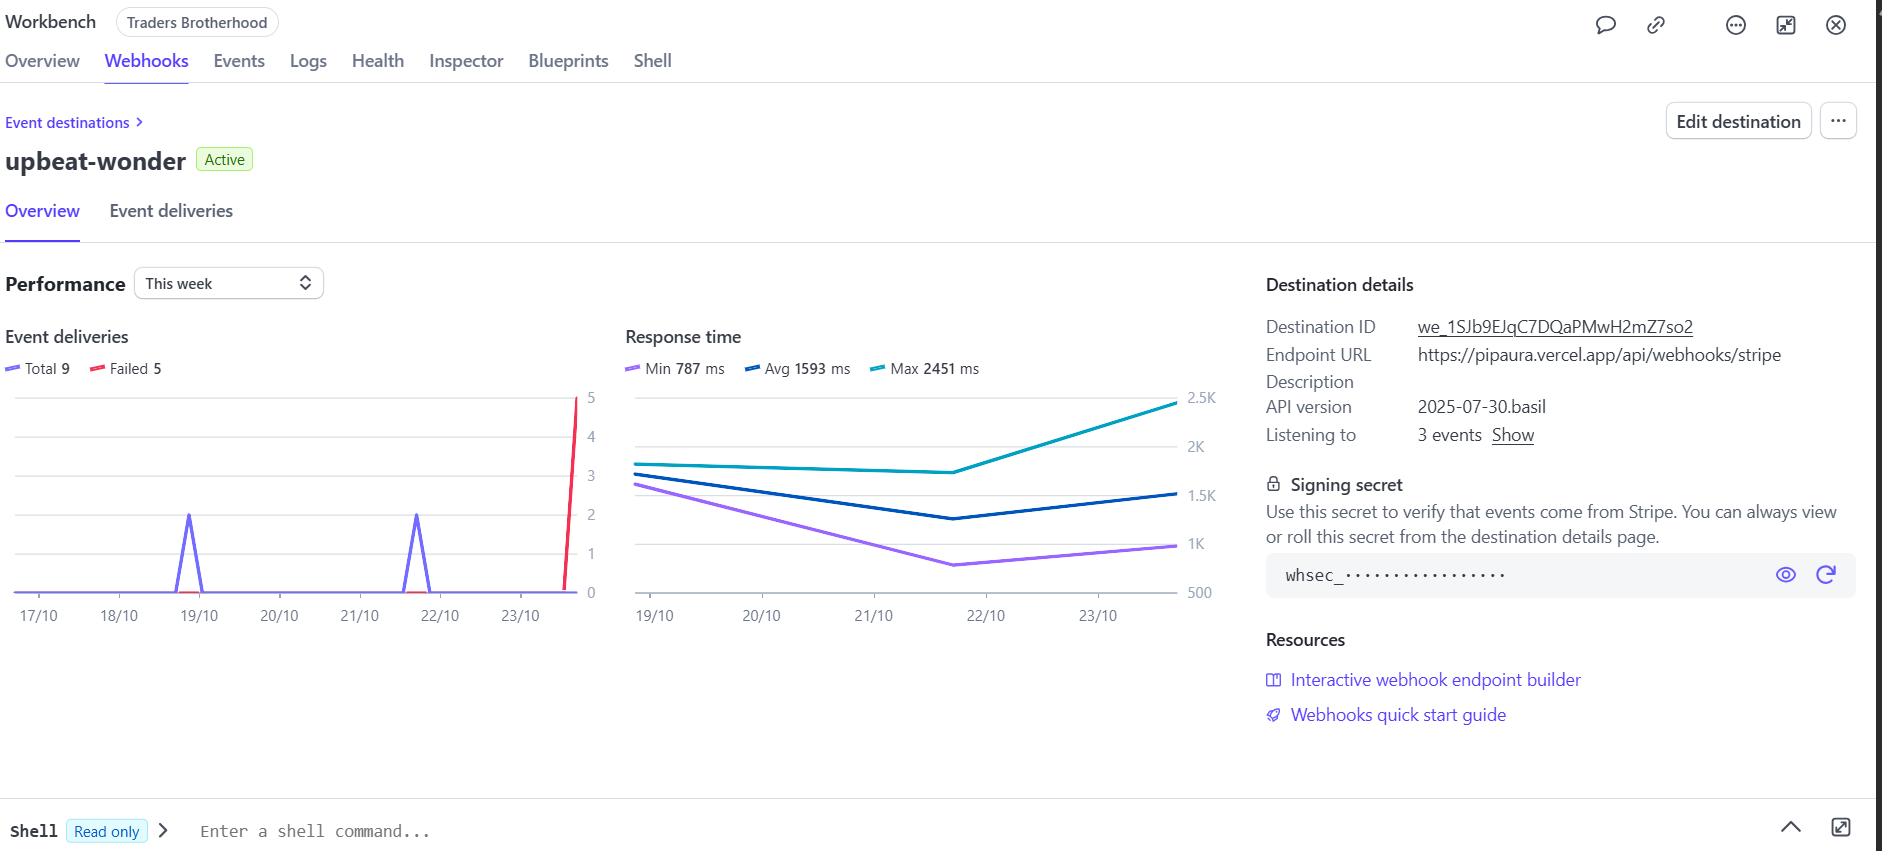 Workbench
Traders Brotherhood
Overview
Webhooks
Events
Logs
Health
Inspector
Blueprints
Shell
Event destinations
Edit destination
upbeat-wonder
Active
Overview
Event deliveries
Performance
This week
Event deliveries
Total 9
Failed 5
5
4
3
2
1
0
17/10
18/10
19/10
20/10
21/10
22/10
23/10
Response time
Min 787 ms
Avg 1593 ms
Max 2451 ms
2.5K
2K
1.5K
1K
500
19/10
20/10
21/10
22/10
23/10
Destination details
Destination ID we_1SJb9EJqC7DQaPMwH2mZ7so2
Endpoint URL https://pipaura.vercel.app/api/webhooks/stripe
Description
API version 2025-07-30.basil
Listening to 3 events Show
Signing secret
Use this secret to verify that events come from Stripe. You can always view
or roll this secret from the destination details page.
whsec_·················
Resources
Interactive webhook endpoint builder
Webhooks quick start guide
Shell
Read only
Enter a shell command...